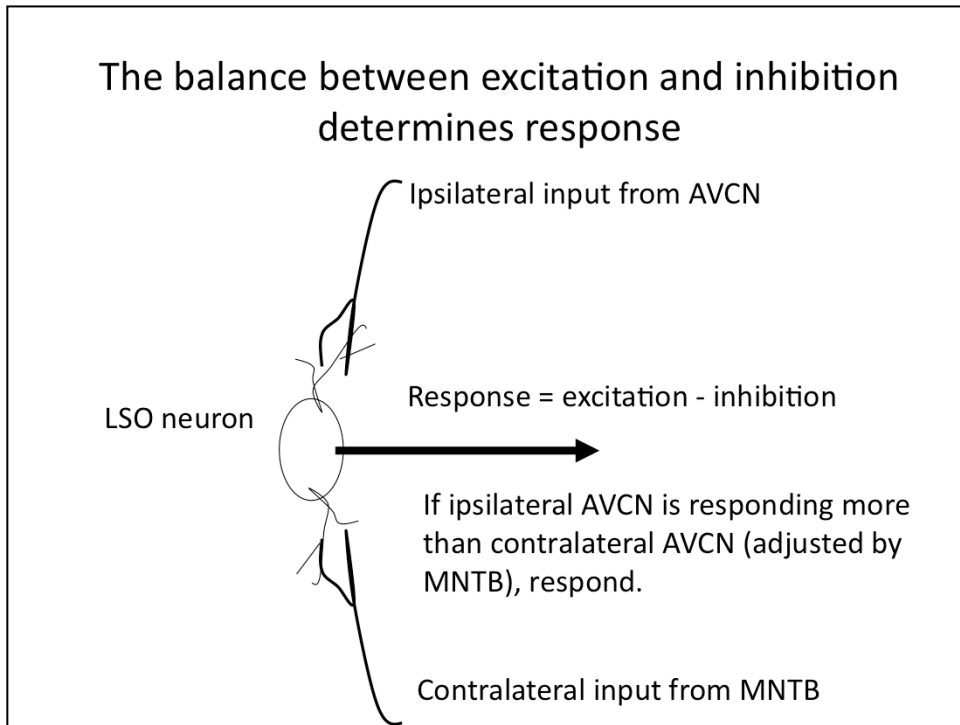 The balance between excitation and inhibition
determines response
Ipsilateral input from AVCN
Response = excitation - inhibition
LSO neuron
If ipsilateral AVCN is responding more
than contralateral AVCN (adjusted by
MNTB), respond.
Contralateral input from MNTB